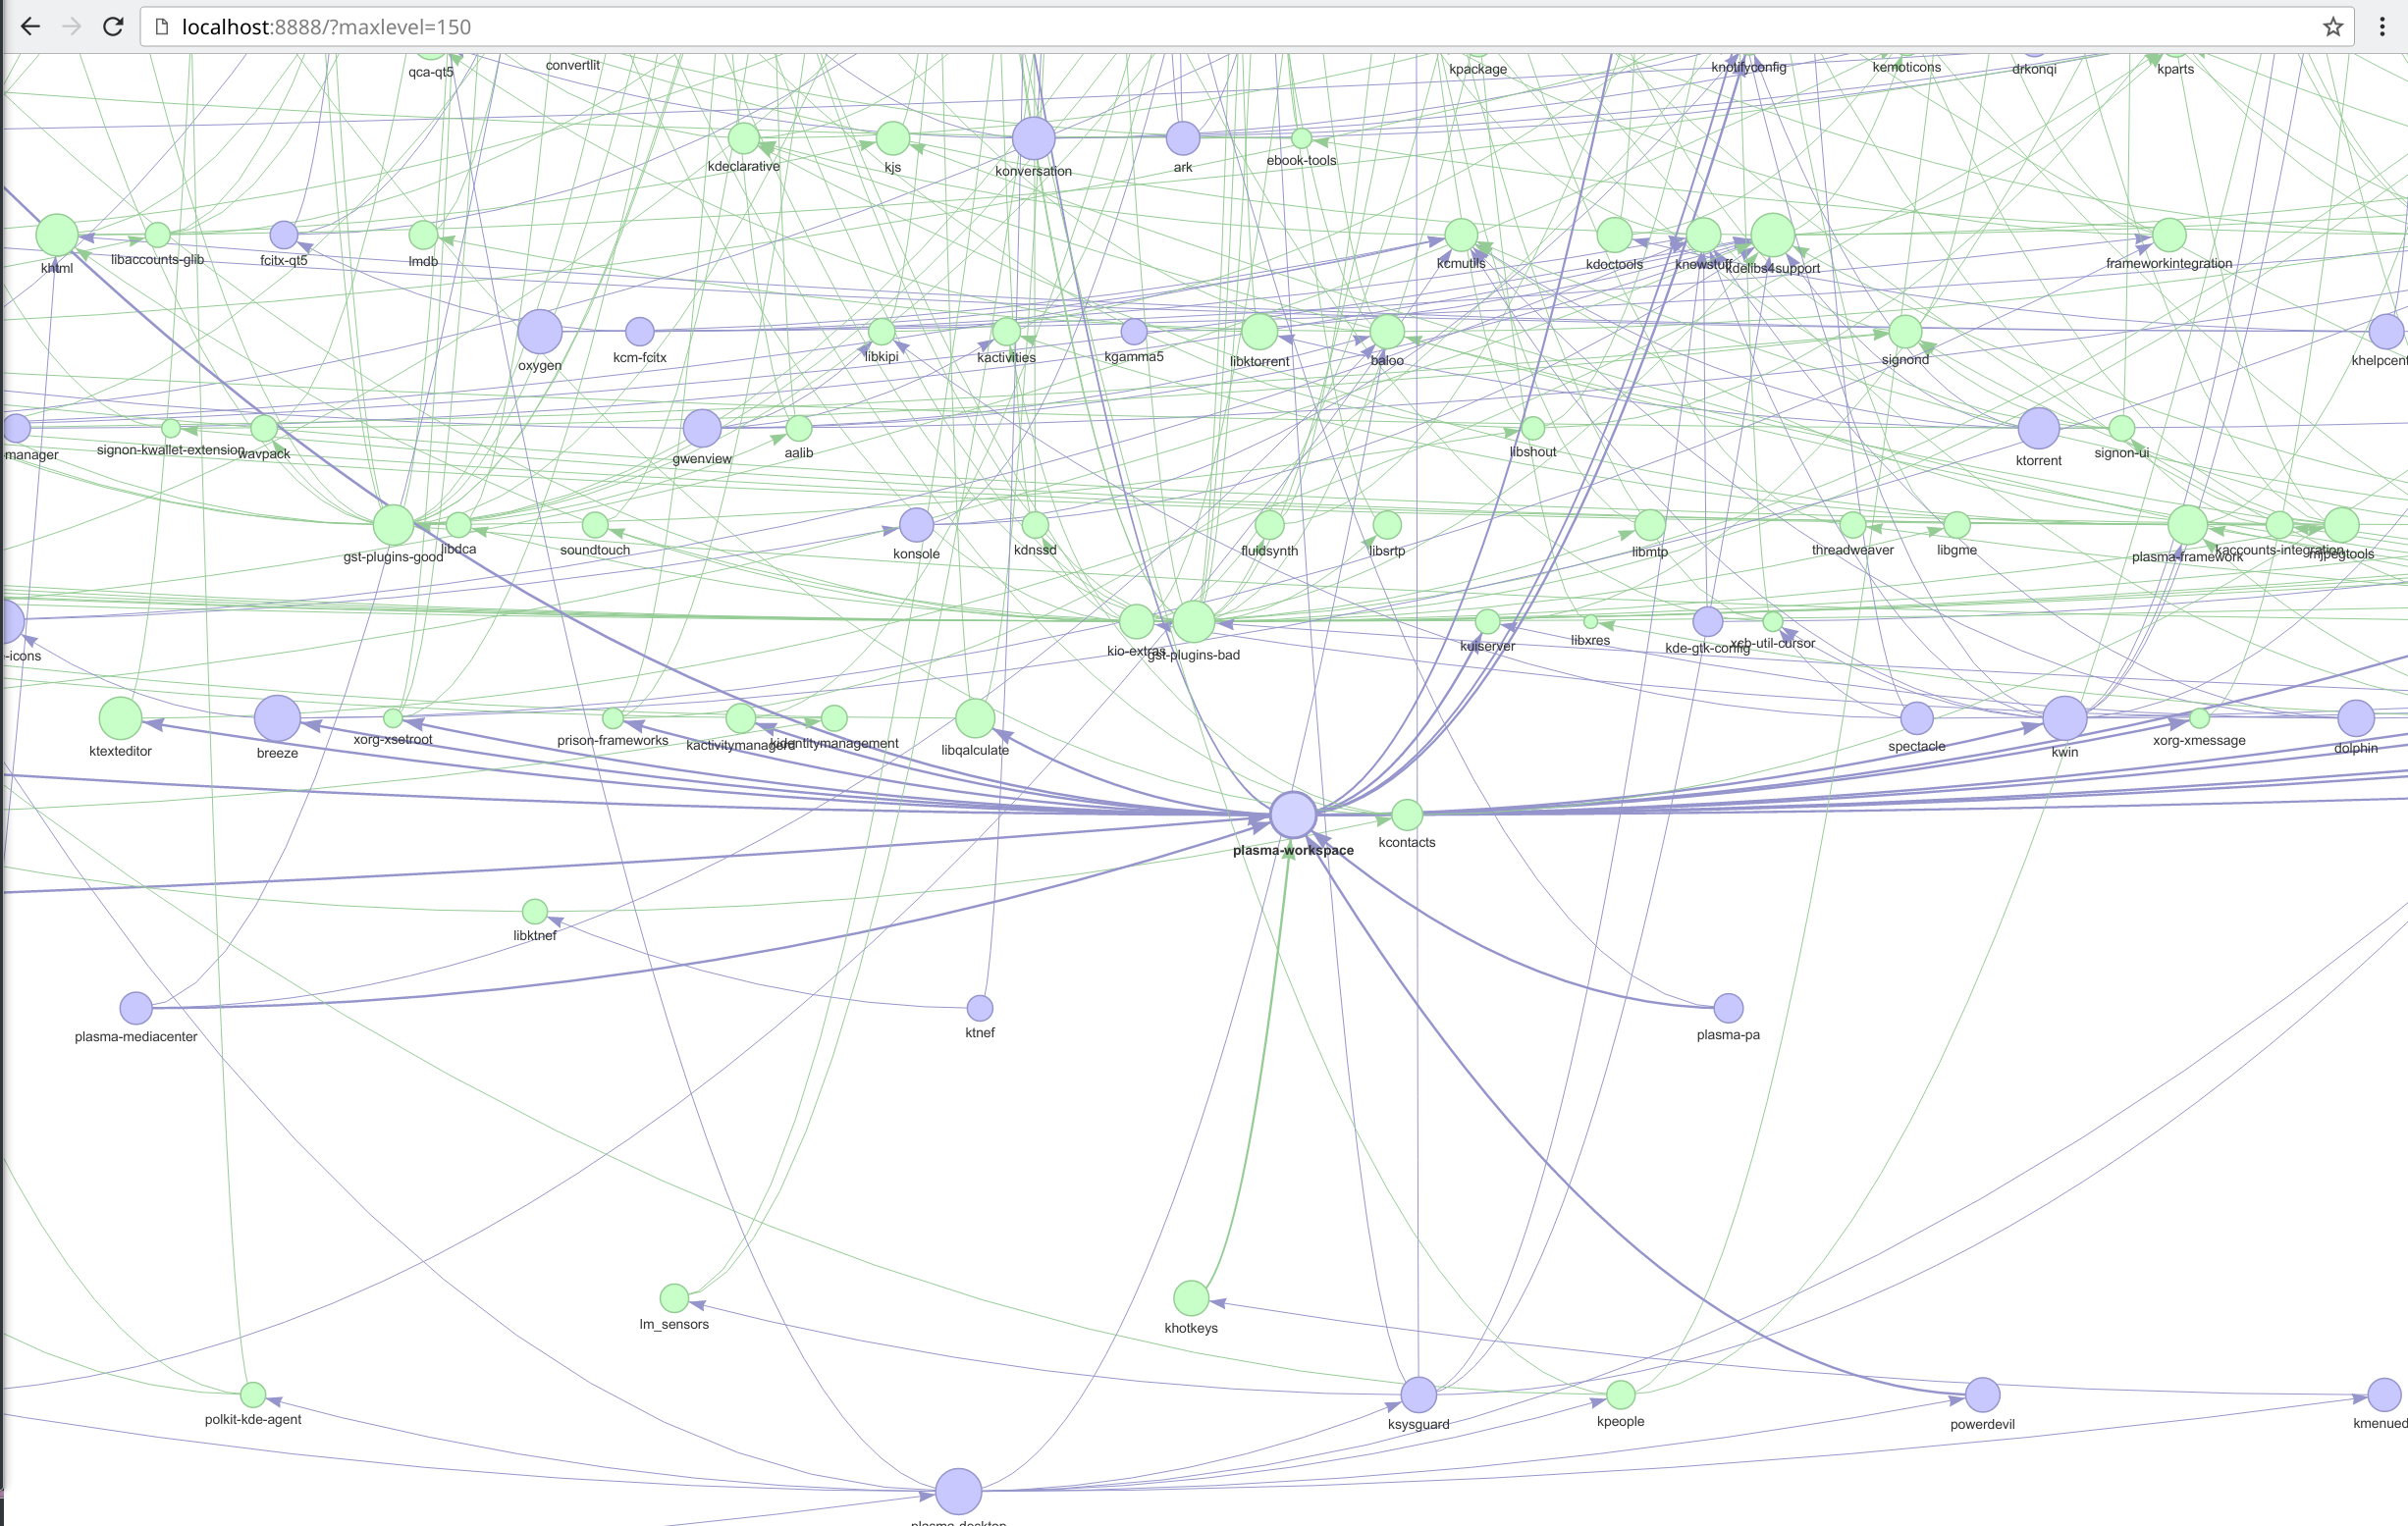 localhost:8888/?maxlevel=150
qca-qt5
convertlit
kpackage
knotifyconfig
kemoticons
drkonqi
kparts
kdeclarative
kjs
konversation
ark
ebook-tools
khtml
libaccounts-glib
fcitx-qt5
lmdb
kcmutils
kdoctools
knewstuff
kdelibs4support
frameworkintegration
oxygen
kcm-fcitx
libkipi
kactivities
kgamma5
libktorrent
baloo
signond
khelpcent
-manager
signon-kwallet-extension
wavpack
gwenview
aalib
libshout
ktorrent
signon-ui
gst-plugins-good
libdca
soundtouch
konsole
kdnssd
fluidsynth
libsrtp
libmtp
threadweaver
libgme
plasma-framework
kaccounts-integration
mjpegtools
-icons
kio-extras
gst-plugins-bad
kuiserver
libxres
kde-gtk-config
xcb-util-cursor
ktexteditor
breeze
xorg-xsetroot
prison-frameworks
kactivitymanagerd
kidentitymanagement
libqalculate
spectacle
kwin
xorg-xmessage
dolphin
plasma-workspace
kcontacts
libktnef
plasma-mediacenter
ktnef
plasma-pa
lm_sensors
khotkeys
polkit-kde-agent
ksysguard
kpeople
powerdevil
kmenued
plasma-desktop